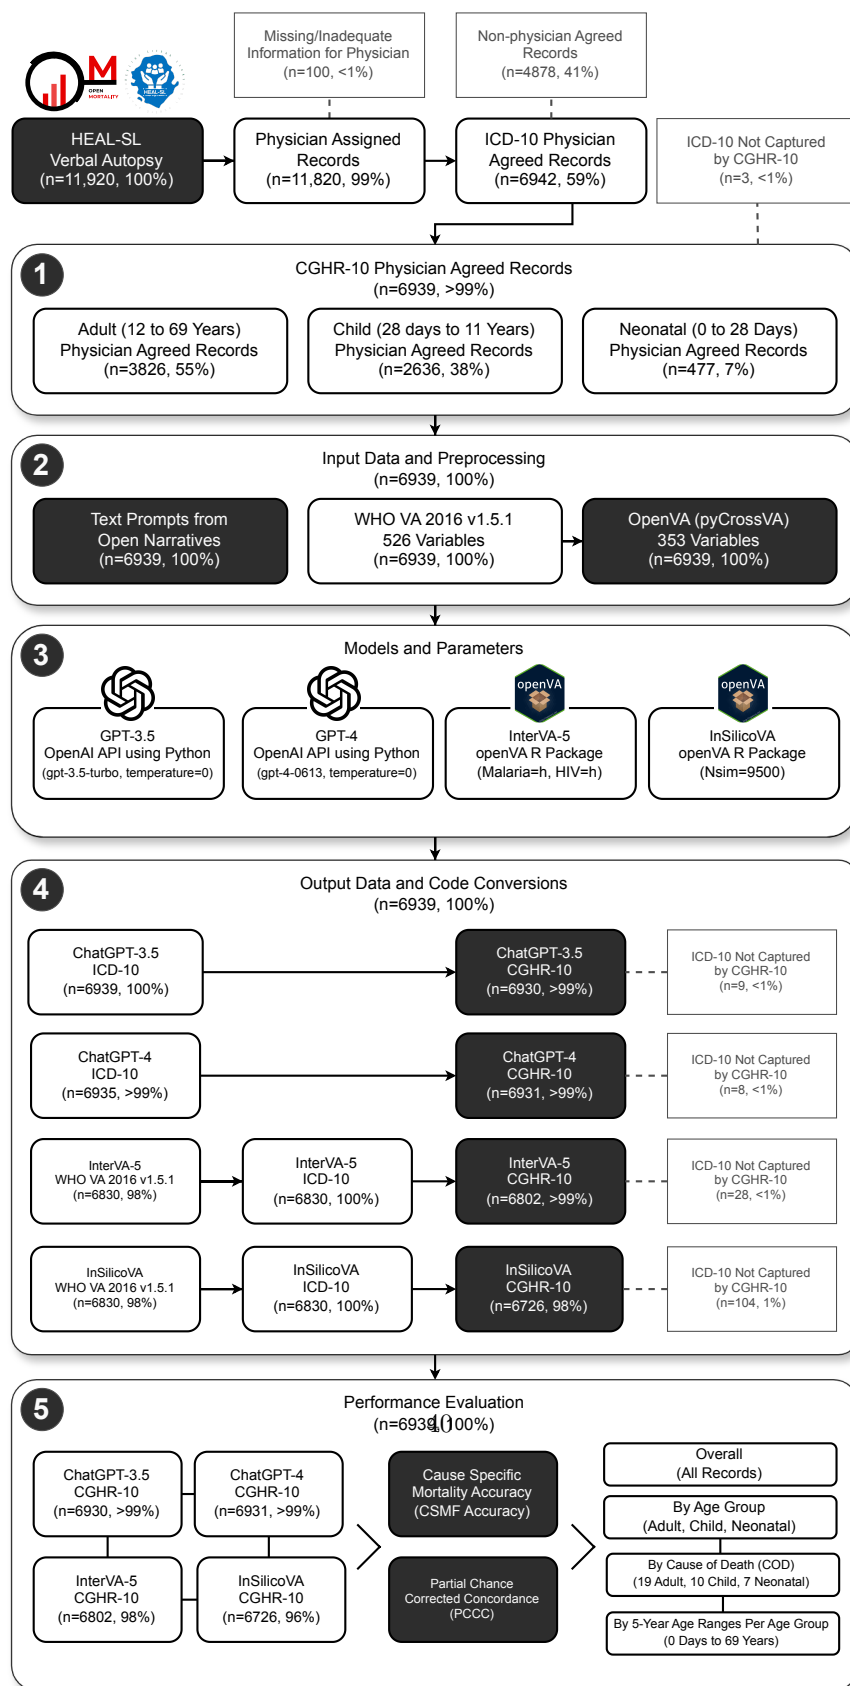 Missing/Inadequate
Information for Physician
(n=100, <1%)
Non-physician Agreed
Records
(n=4878, 41%)
M
OPEN
MORTALITY
HEAL-SL
HEAL-SL
Verbal Autopsy
(n=11,920, 100%)
Physician Assigned
Records
(n=11,820, 99%)
ICD-10 Physician
Agreed Records
(n=6942, 59%)
ICD-10 Not Captured
by CGHR-10
(n=3, <1%)
1
CGHR-10 Physician Agreed Records
(n=6939, >99%)
Adult (12 to 69 Years)
Physician Agreed Records
(n=3826, 55%)
Child (28 days to 11 Years)
Physician Agreed Records
(n=2636, 38%)
Neonatal (0 to 28 Days)
Physician Agreed Records
(n=477, 7%)
2
Input Data and Preprocessing
(n=6939, 100%)
Text Prompts from
Open Narratives
(n=6939, 100%)
WHO VA 2016 v1.5.1
526 Variables
(n=6939, 100%)
OpenVA (pyCrossVA)
353 Variables
(n=6939, 100%)
3
Models and Parameters
GPT-3.5
OpenAI API using Python
(gpt-3.5-turbo, temperature=0)
GPT-4
OpenAI API using Python
(gpt-4-0613, temperature=0)
openVA
InterVA-5
openVA R Package
(Malaria=h, HIV=h)
openVA
InSilicoVA
openVA R Package
(Nsim=9500)
4
Output Data and Code Conversions
(n=6939, 100%)
ChatGPT-3.5
ICD-10
(n=6939, 100%)
ChatGPT-3.5
CGHR-10
(n=6930, >99%)
ICD-10 Not Captured
by CGHR-10
(n=9, <1%)
ChatGPT-4
ICD-10
(n=6935, >99%)
ChatGPT-4
CGHR-10
(n=6931, >99%)
ICD-10 Not Captured
by CGHR-10
(n=8, <1%)
InterVA-5
WHO VA 2016 v1.5.1
(n=6830, 98%)
InterVA-5
ICD-10
(n=6830, 100%)
InterVA-5
CGHR-10
(n=6802, >99%)
ICD-10 Not Captured
by CGHR-10
(n=28, <1%)
InSilicoVA
WHO VA 2016 v1.5.1
(n=6830, 98%)
InSilicoVA
ICD-10
(n=6830, 100%)
InSilicoVA
CGHR-10
(n=6726, 98%)
ICD-10 Not Captured
by CGHR-10
(n=104, 1%)
5
Performance Evaluation
(n=6939, 100%)
40
ChatGPT-3.5
CGHR-10
(n=6930, >99%)
ChatGPT-4
CGHR-10
(n=6931, >99%)
InterVA-5
CGHR-10
(n=6802, 98%)
InSilicoVA
CGHR-10
(n=6726, 96%)
Cause Specific
Mortality Accuracy
(CSMF Accuracy)
Partial Chance
Corrected Concordance
(PCCC)
Overall
(All Records)
By Age Group
(Adult, Child, Neonatal)
By Cause of Death (COD)
(19 Adult, 10 Child, 7 Neonatal)
By 5-Year Age Ranges Per Age Group
(0 Days to 69 Years)